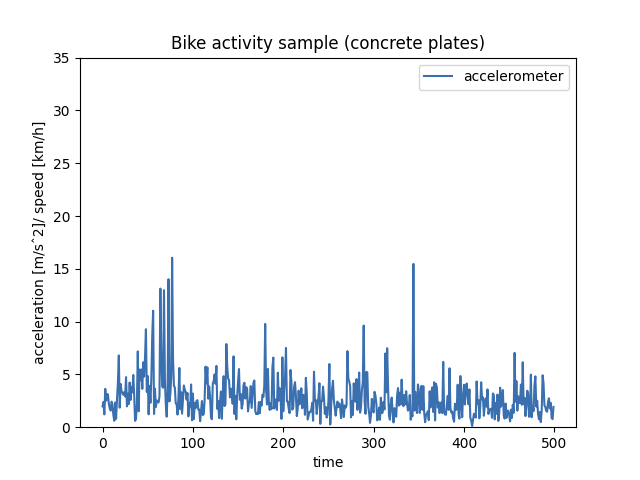 Bike activity sample (concrete plates)
accelerometer
35
30
25
20
15
10
5
0
acceleration [m/sˆ2]/ speed [km/h]
0 100 200 300 400 500
time